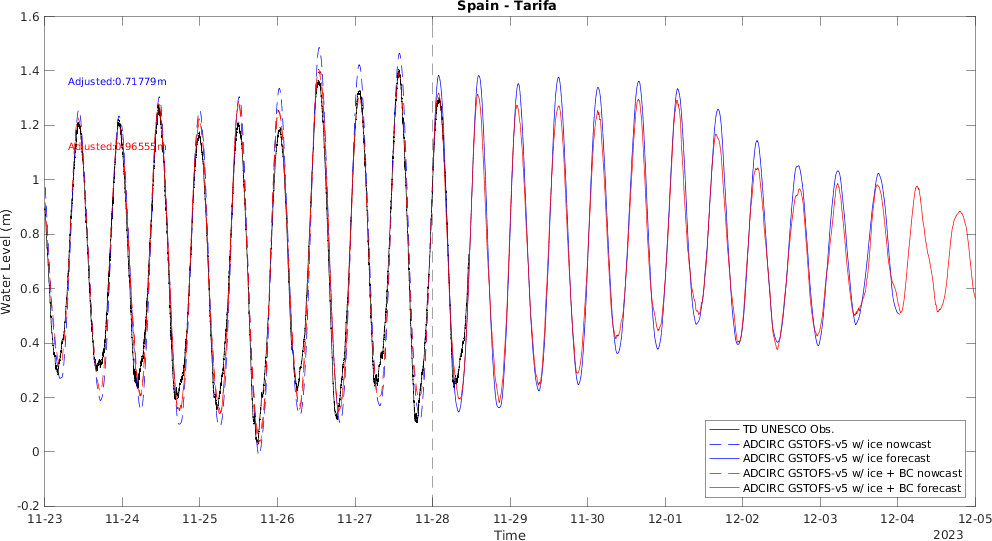 Spain - Tarifa
1.6
1.4
1.2
1
0.8
0.6
0.4
0.2
0
-0.2
Water Level (m)
Adjusted:0.71779m
Adjusted:0.96555m
11-23
11-24
11-25
11-26
11-27
11-28
11-29
11-30
12-01
12-02
12-03
12-04
12-05
Time
2023
TD UNESCO Obs.
ADCIRC GSTOFS-v5 w/ ice nowcast
ADCIRC GSTOFS-v5 w/ ice forecast
ADCIRC GSTOFS-v5 w/ ice + BC nowcast
ADCIRC GSTOFS-v5 w/ ice + BC forecast